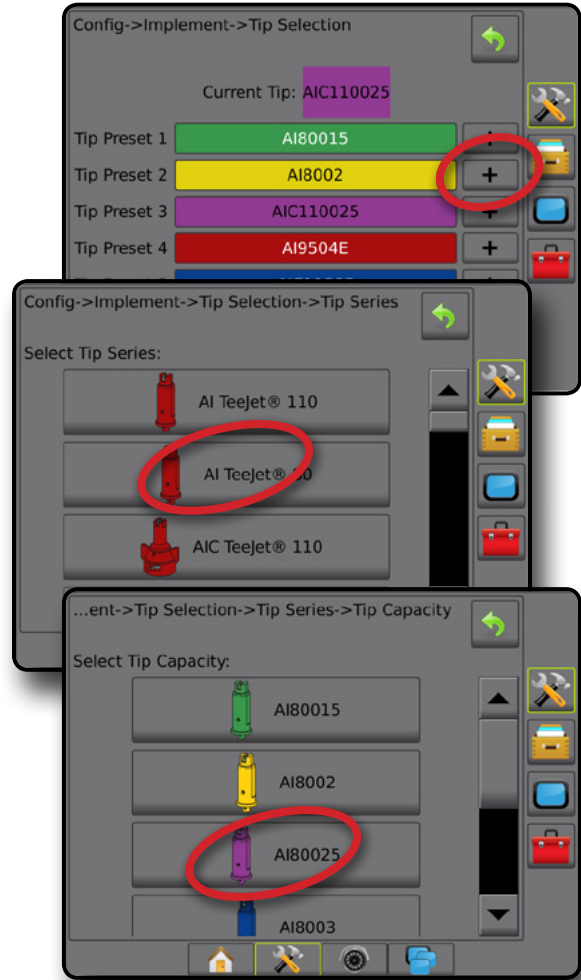 Config->Implement->Tip Selection
Current Tip: AIC110025
Tip Preset 1 AI80015 +
Tip Preset 2 AI8002 +
Tip Preset 3 AIC110025 +
Tip Preset 4 AI9504E +
Config->Implement->Tip Selection->Tip Series
Select Tip Series:
AI TeeJet® 110
AI TeeJet® 80
AIC TeeJet® 110
...ent->Tip Selection->Tip Series->Tip Capacity
Select Tip Capacity:
AI80015
AI8002
AI80025
AI8003